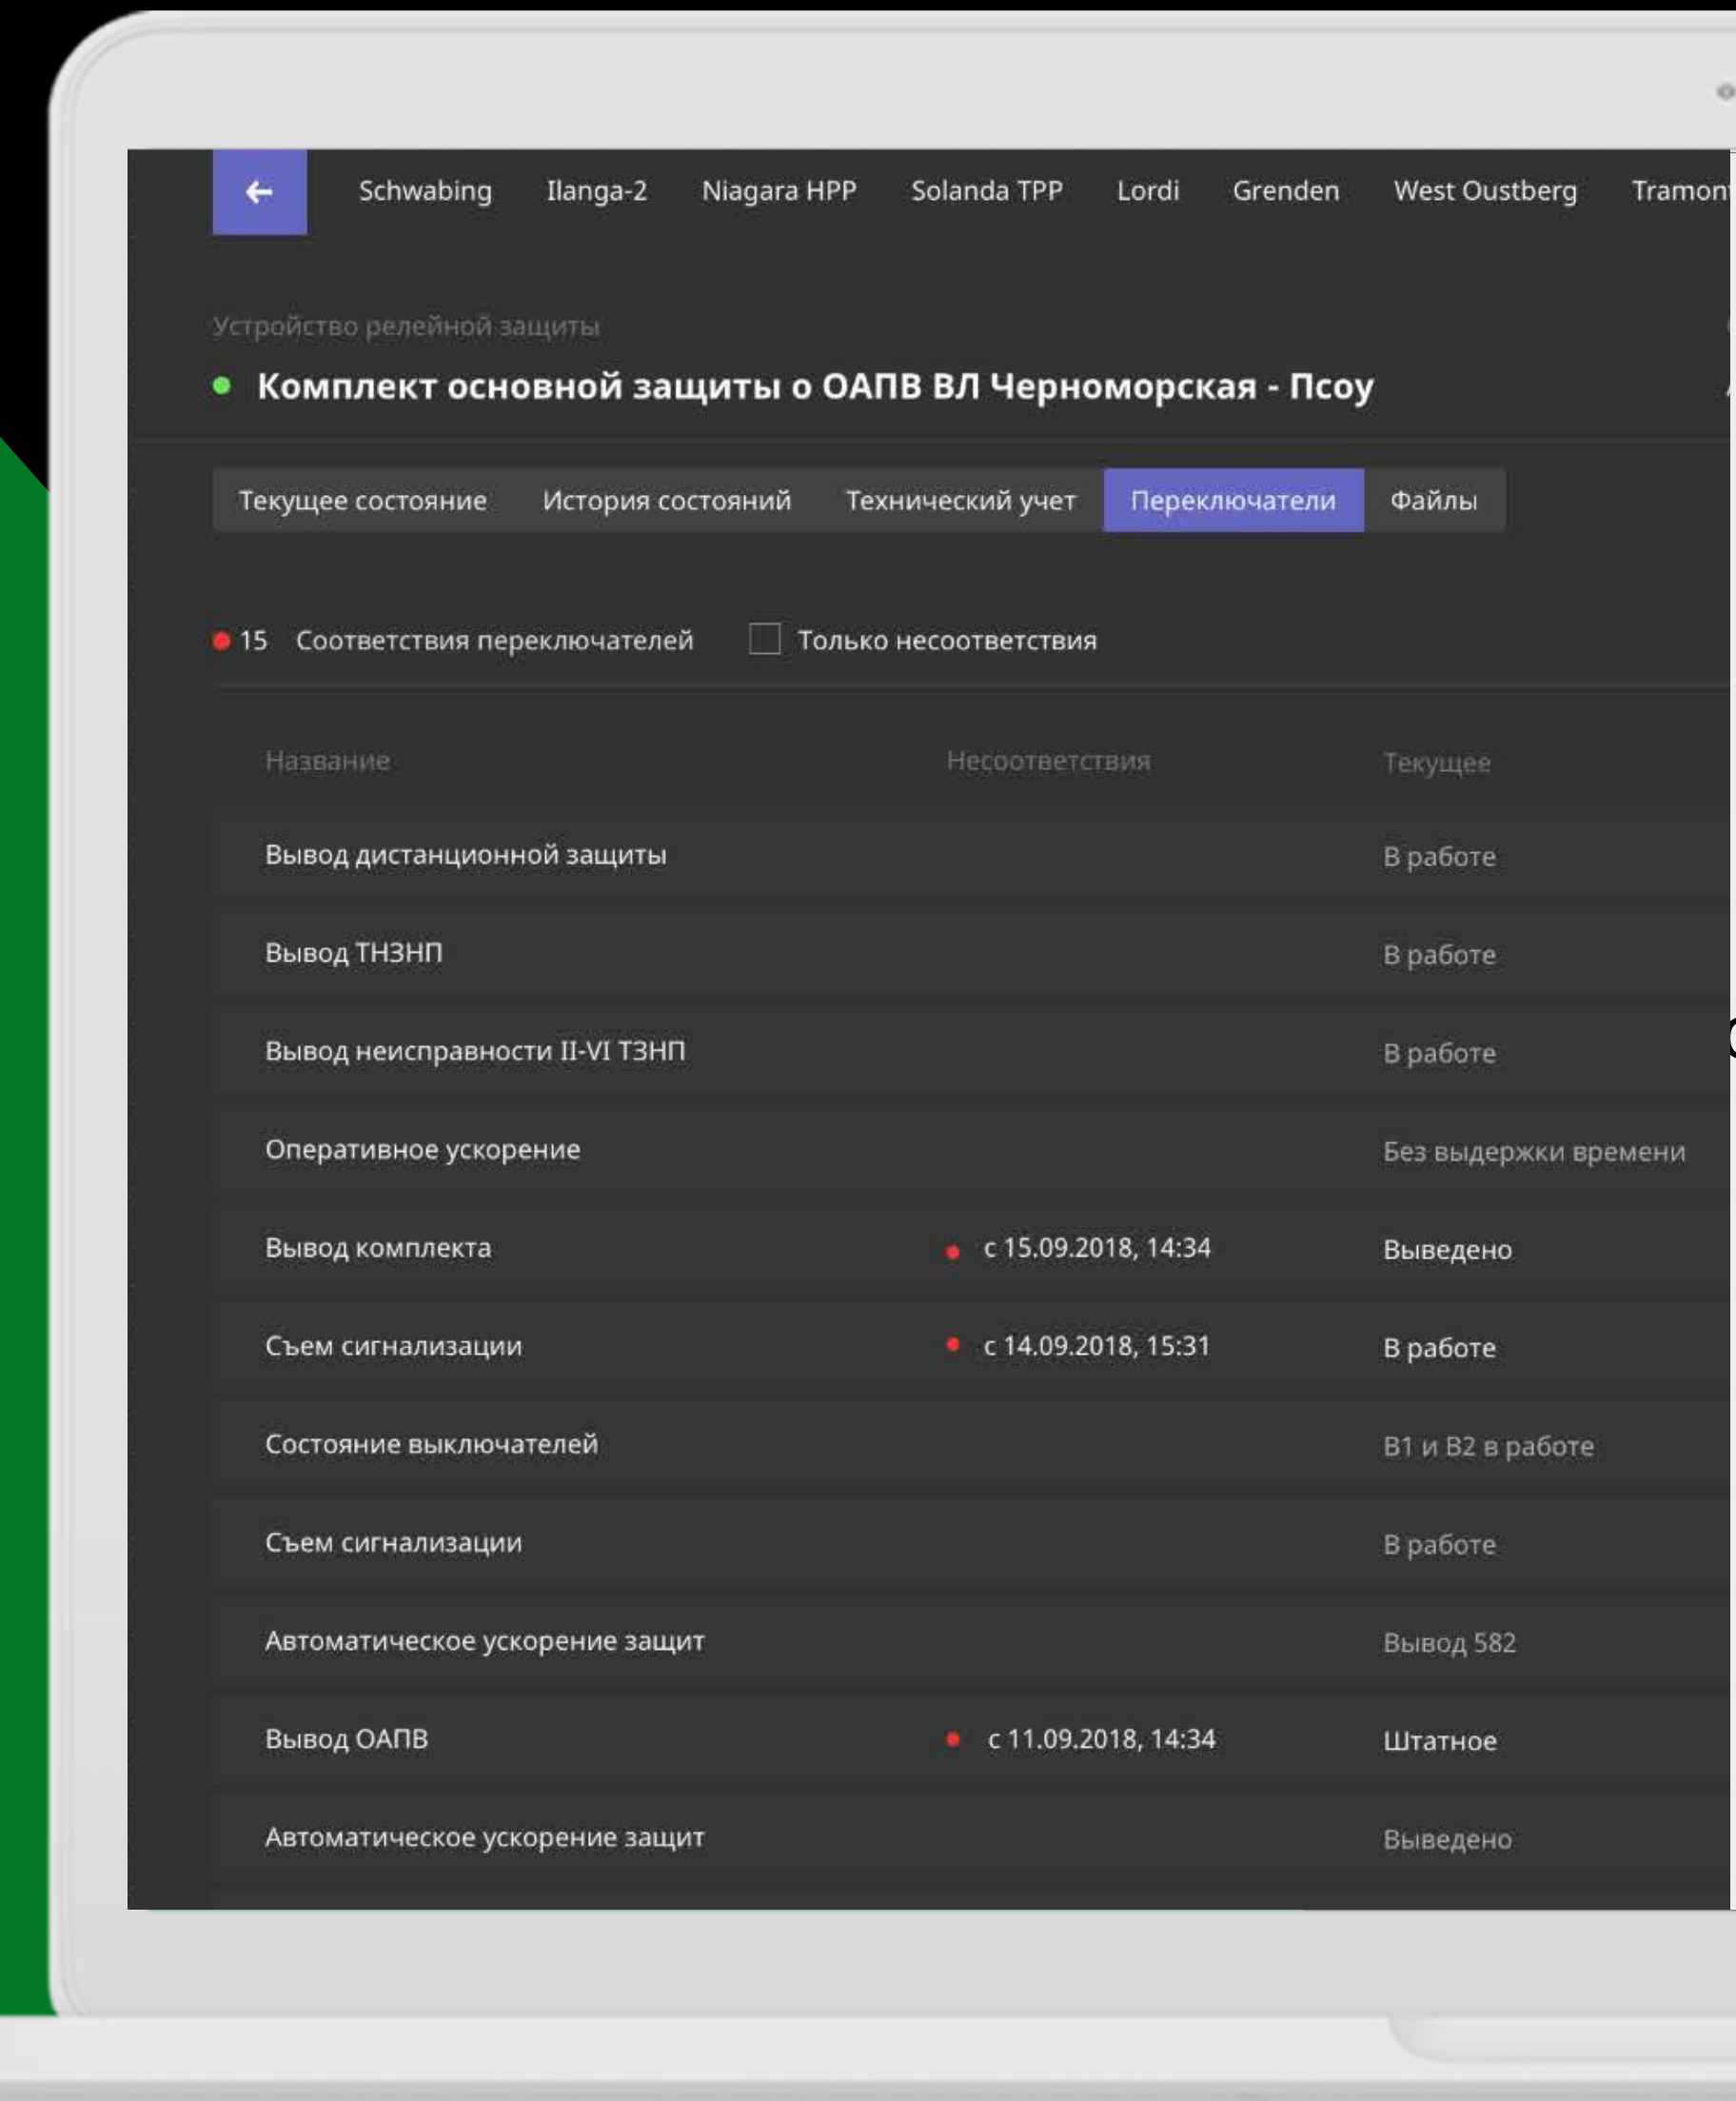 Schwabing Ilanga-2 Niagara HPP Solanda TPP Lordi Grenden West Oustberg
Устройство релейной защиты
Комплект основной защиты о ОАПВ ВЛ Черноморская - Псоу
Текущее состояние История состояний Технический учет Переключатели Файлы
15 Соответствия переключателей Только несоответствия
Название Несоответствия Текущее
Вывод дистанционной защиты В работе
Вывод ТНЗНП В работе
Вывод неисправности II-VI ТЗНП В работе
Оперативное ускорение Без выдержки времени
Вывод комплекта с 15.09.2018, 14:34 Выведено
Съем сигнализации с 14.09.2018, 15:31 В работе
Состояние выключателей В1 и В2 в работе
Съем сигнализации В работе
Автоматическое ускорение защит Вывод 582
Вывод ОАПВ с 11.09.2018, 14:34 Штатное
Автоматическое ускорение защит Выведено